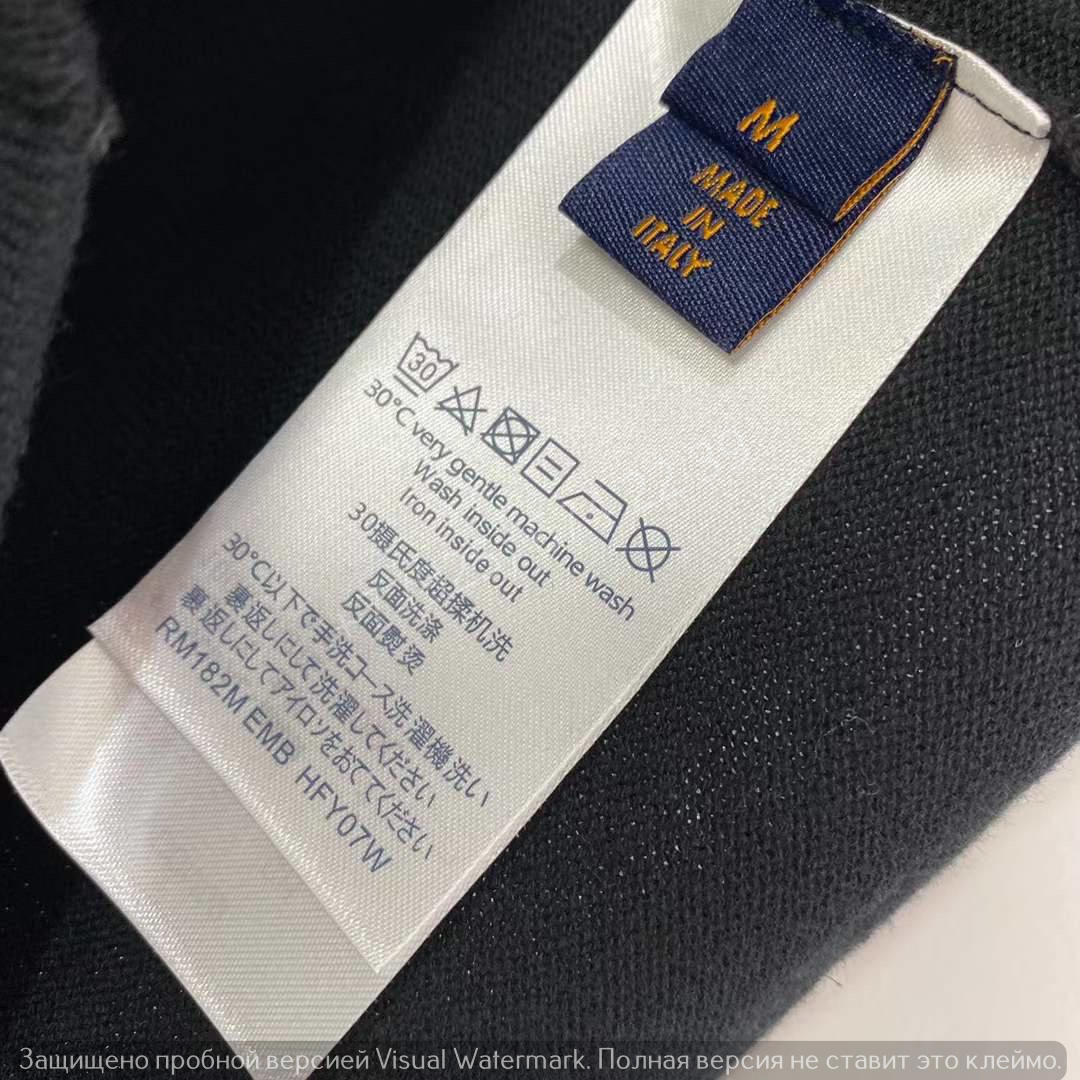 M
MADE
IN
ITALY
30
30°C very gentle machine wash
Wash inside out
Iron inside out
30摄氏度超揉机洗
反面洗涤
反面熨烫
30°C以下で手洗コース洗濯機洗い
裏返しにして洗濯してください
裏返しにしてアイロンをおててください
RM182M EMB HFY07W
Защищено пробной версией Visual Watermark. Полная версия не ставит это клеймо.